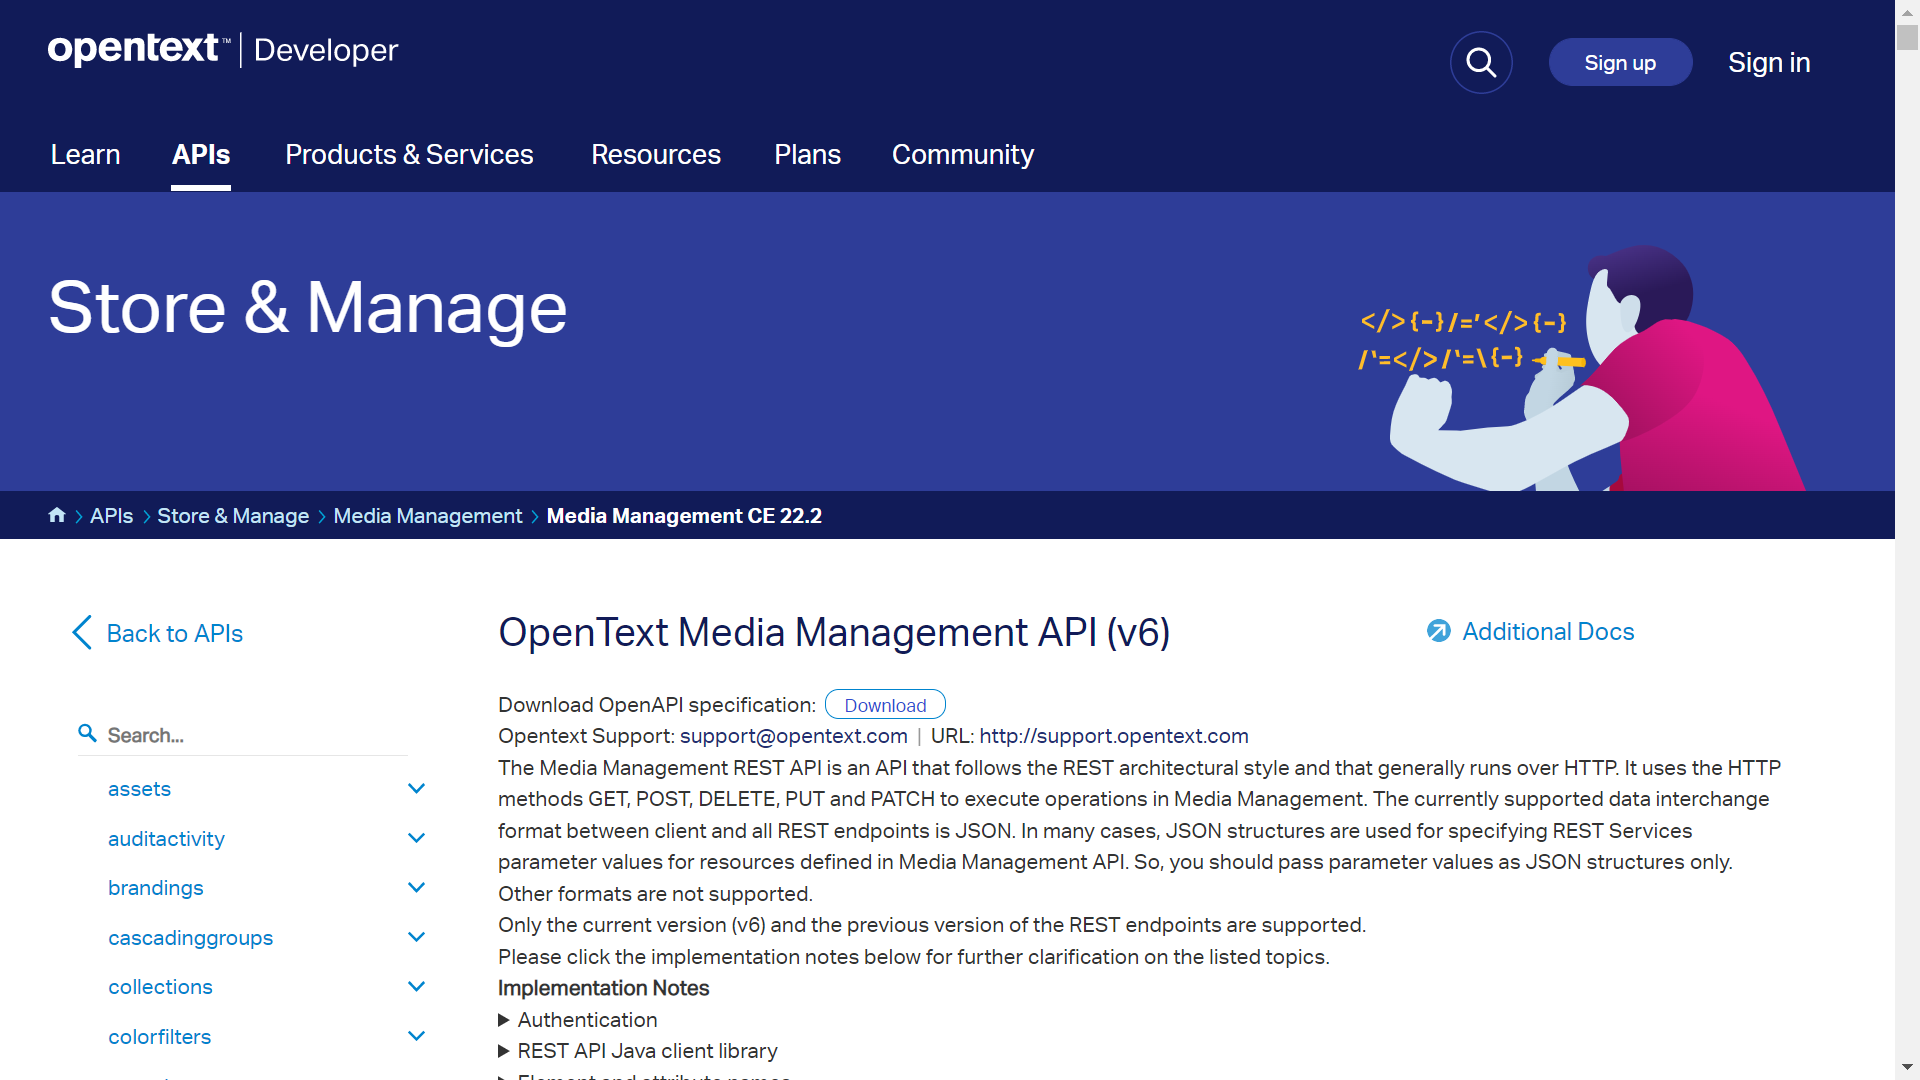 opentext™ | Developer
Sign up
Sign in
Learn
APIs
Products & Services
Resources
Plans
Community
Store & Manage
</>{-}/='</>{-}
/'=</>/'=\{-}
APIs
Store & Manage
Media Management
Media Management CE 22.2
Back to APIs
OpenText Media Management API (v6)
Additional Docs
Search...
assets
auditactivity
brandings
cascadinggroups
collections
colorfilters
Download OpenAPI specification: Download
Opentext Support: support@opentext.com | URL: http://support.opentext.com
The Media Management REST API is an API that follows the REST architectural style and that generally runs over HTTP. It uses the HTTP
methods GET, POST, DELETE, PUT and PATCH to execute operations in Media Management. The currently supported data interchange
format between client and all REST endpoints is JSON. In many cases, JSON structures are used for specifying REST Services
parameter values for resources defined in Media Management API. So, you should pass parameter values as JSON structures only.
Other formats are not supported.
Only the current version (v6) and the previous version of the REST endpoints are supported.
Please click the implementation notes below for further clarification on the listed topics.
Implementation Notes
Authentication
REST API Java client library
Element and attribute names